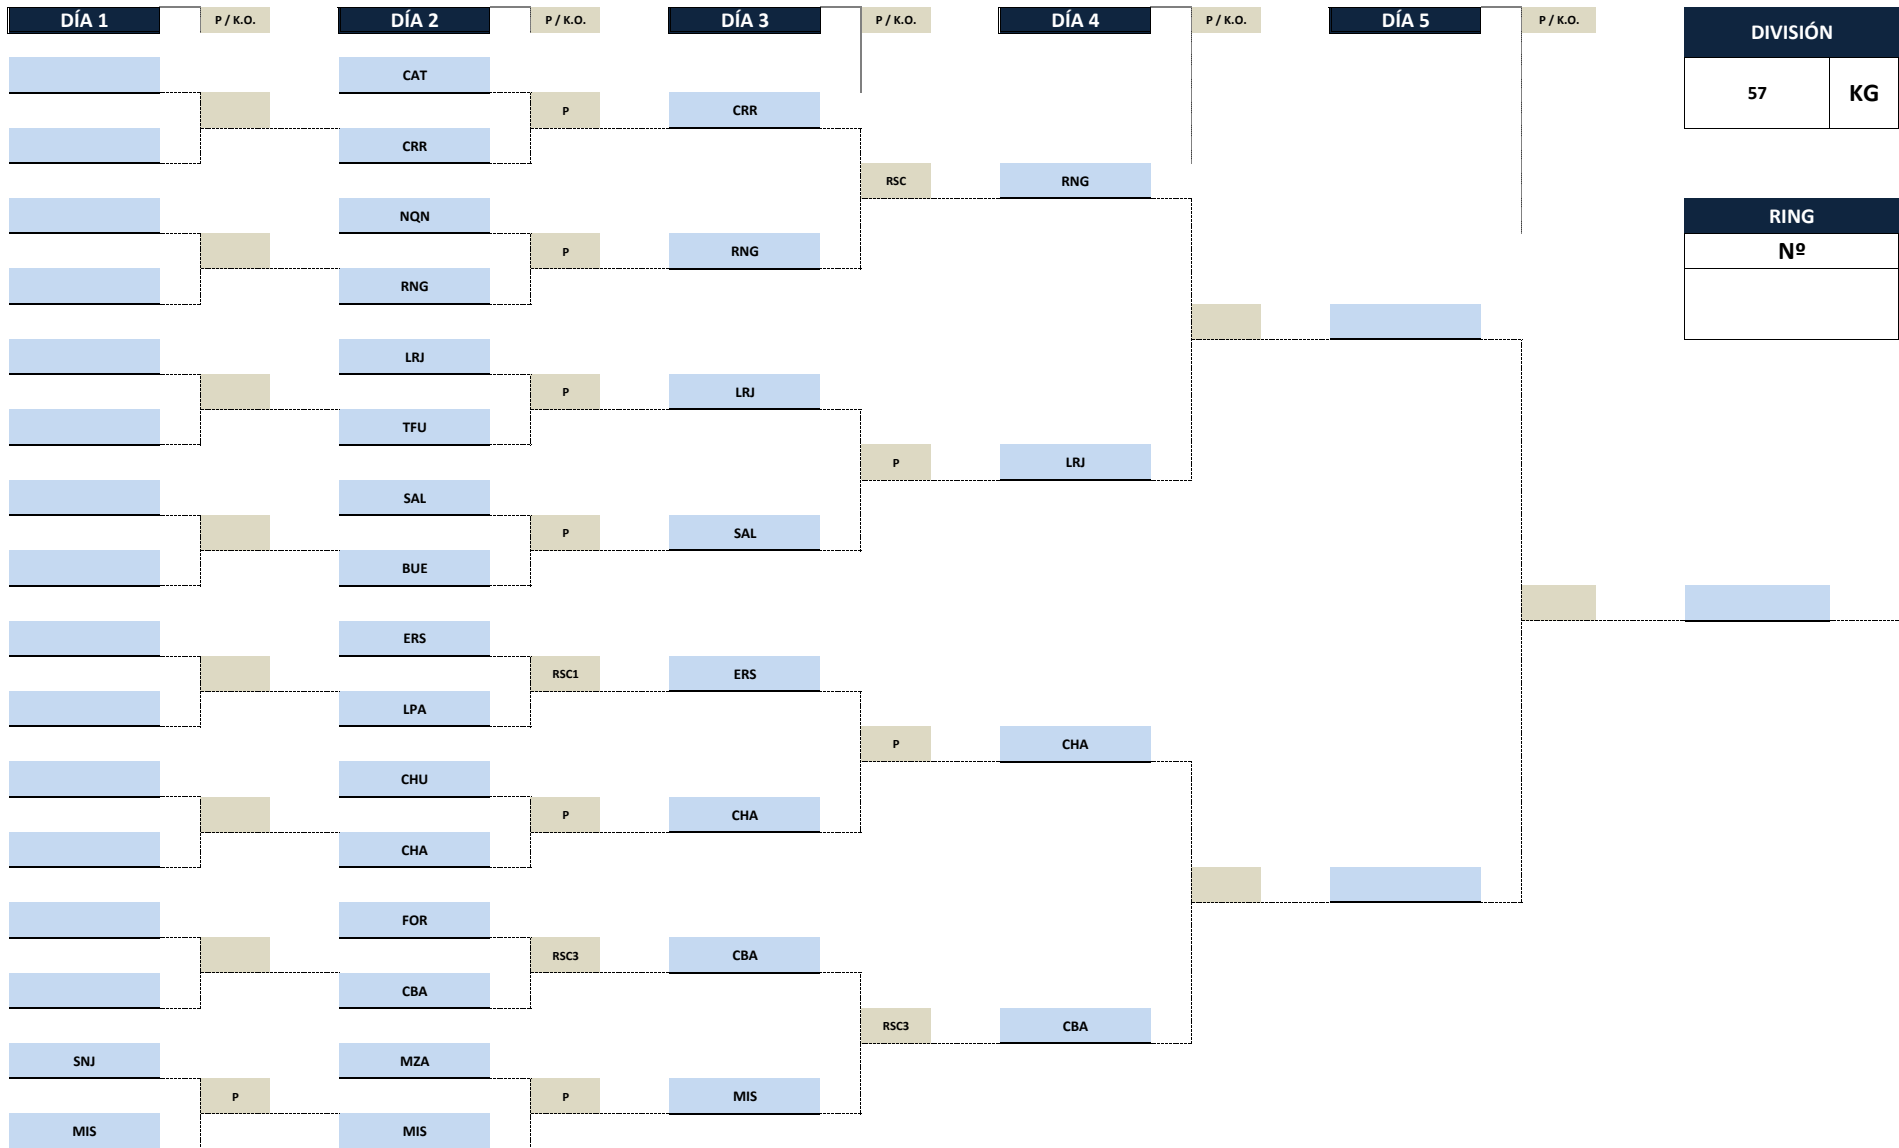 DÍA 1 P / K.O. DÍA 2 P / K.O. DÍA 3 P / K.O. DÍA 4 P / K.O. DÍA 5 P / K.O.
DIVISIÓN
CAT
57 KG
P CRR
CRR
RSC RNG
NQN
RING
P RNG
Nº
RNG
LRJ
P LRJ
TFU
P LRJ
SAL
P SAL
BUE
ERS
RSC1 ERS
LPA
P CHA
CHU
P CHA
CHA
FOR
RSC3 CBA
CBA
RSC3 CBA
SNJ MZA
P P MIS
MIS MIS